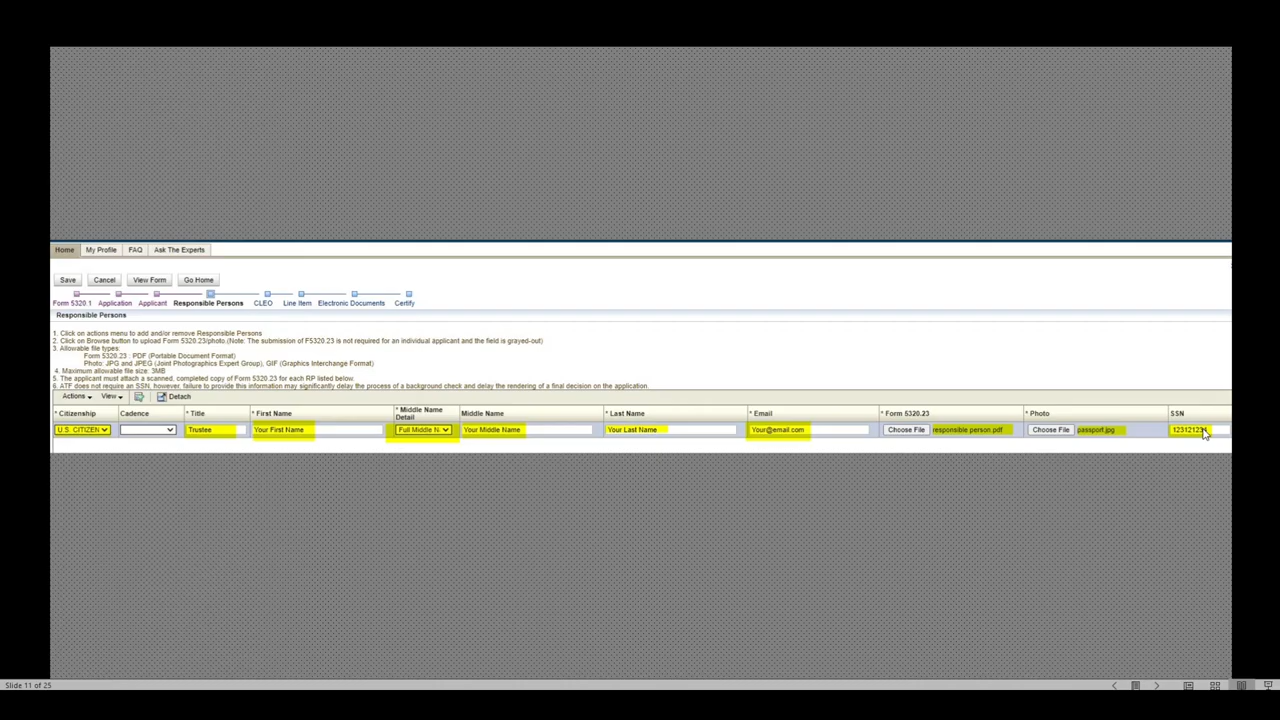 Home My Profile FAQ Ask The Experts
Save Cancel View Form Go Home
Form 5320.1 Application Applicant Responsible Persons CLEO Line Item Electronic Documents Certify
Responsible Persons
1. Click on actions menu to add and/or remove Responsible Persons
2. Click on Browse button to upload Form 5320.23/photo.(Note: The submission of F5320.23 is not required for an individual applicant and the field is grayed-out)
3. Allowable file types:
Form 5320.23 : PDF (Portable Document Format)
Photo: JPG and JPEG (Joint Photographics Expert Group), GIF (Graphics Interchange Format)
4. Maximum allowable file size: 3MB
5. The applicant must attach a scanned, completed copy of Form 5320.23 for each RP listed below.
6. ATF does not require an SSN, however, failure to provide this information may significantly delay the process of a background check and delay the rendering of a final decision on the application.
Actions View Detach
* Citizenship Cadence * Title * First Name * Middle Name Detail Middle Name * Last Name * Email * Form 5320.23 * Photo SSN
U.S. CITIZEN Trustee Your First Name Full Middle N Your Middle Name Your Last Name Your@email.com Choose File responsible person.pdf Choose File passport.jpg 123121234
Slide 11 of 25